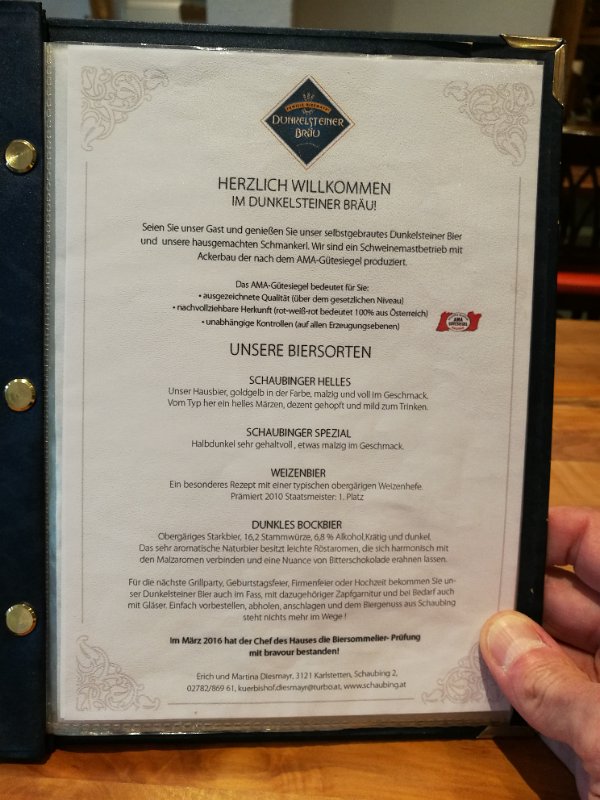 DUNKELSTEINER
BRÄU
HERZLICH WILLKOMMEN
IM DUNKELSTEINER BRÄU!
Seien Sie unser Gast und genießen Sie unser selbstgebrautes Dunkelsteiner Bier
und unsere hausgemachten Schmankerl. Wir sind ein Schweinemastbetrieb mit
Ackerbau der nach dem AMA-Gütesiegel produziert.
Das AMA-Gütesiegel bedeutet für Sie:
• ausgezeichnete Qualität (über dem gesetzlichen Niveau)
• nachvollziehbare Herkunft (rot-weiß-rot bedeutet 100% aus Österreich)
• unabhängige Kontrollen (auf allen Erzeugungsebenen)
AMA
GÜTESIEGEL
UNSERE BIERSORTEN
SCHAUBINGER HELLES
Unser Hausbier, goldgelb in der Farbe, malzig und voll im Geschmack.
Vom Typ her ein helles Märzen, dezent gehopft und mild zum Trinken.
SCHAUBINGER SPEZIAL
Halbdunkel sehr gehaltvoll , etwas malzig im Geschmack.
WEIZENBIER
Ein besonderes Rezept mit einer typischen obergärigen Weizenhefe.
Prämiert 2010 Staatsmeister: 1. Platz
DUNKLES BOCKBIER
Obergäriges Starkbier, 16,2 Stammwürze, 6,8 % Alkohol,Krätig und dunkel.
Das sehr aromatische Naturbier besitzt leichte Röstaromen, die sich harmonisch mit
den Malzaromen verbinden und eine Nuance von Bitterschokolade erahnen lassen.
Für die nächste Grillparty, Geburtstagsfeier, Firmenfeier oder Hochzeit bekommen Sie un-
ser Dunkelsteiner Bier auch im Fass, mit dazugehöriger Zapfgarnitur und bei Bedarf auch
mit Gläser. Einfach vorbestellen, abholen, anschlagen und dem Biergenuss aus Schaubing
steht nichts mehr im Wege !
Im März 2016 hat der Chef des Hauses die Biersommelier- Prüfung
mit bravour bestanden!
Erich und Martina Diesmayr, 3121 Karlstetten, Schaubing 2,
02782/869 61, kuerbishof.diesmayr@turbo.at, www.schaubing.at